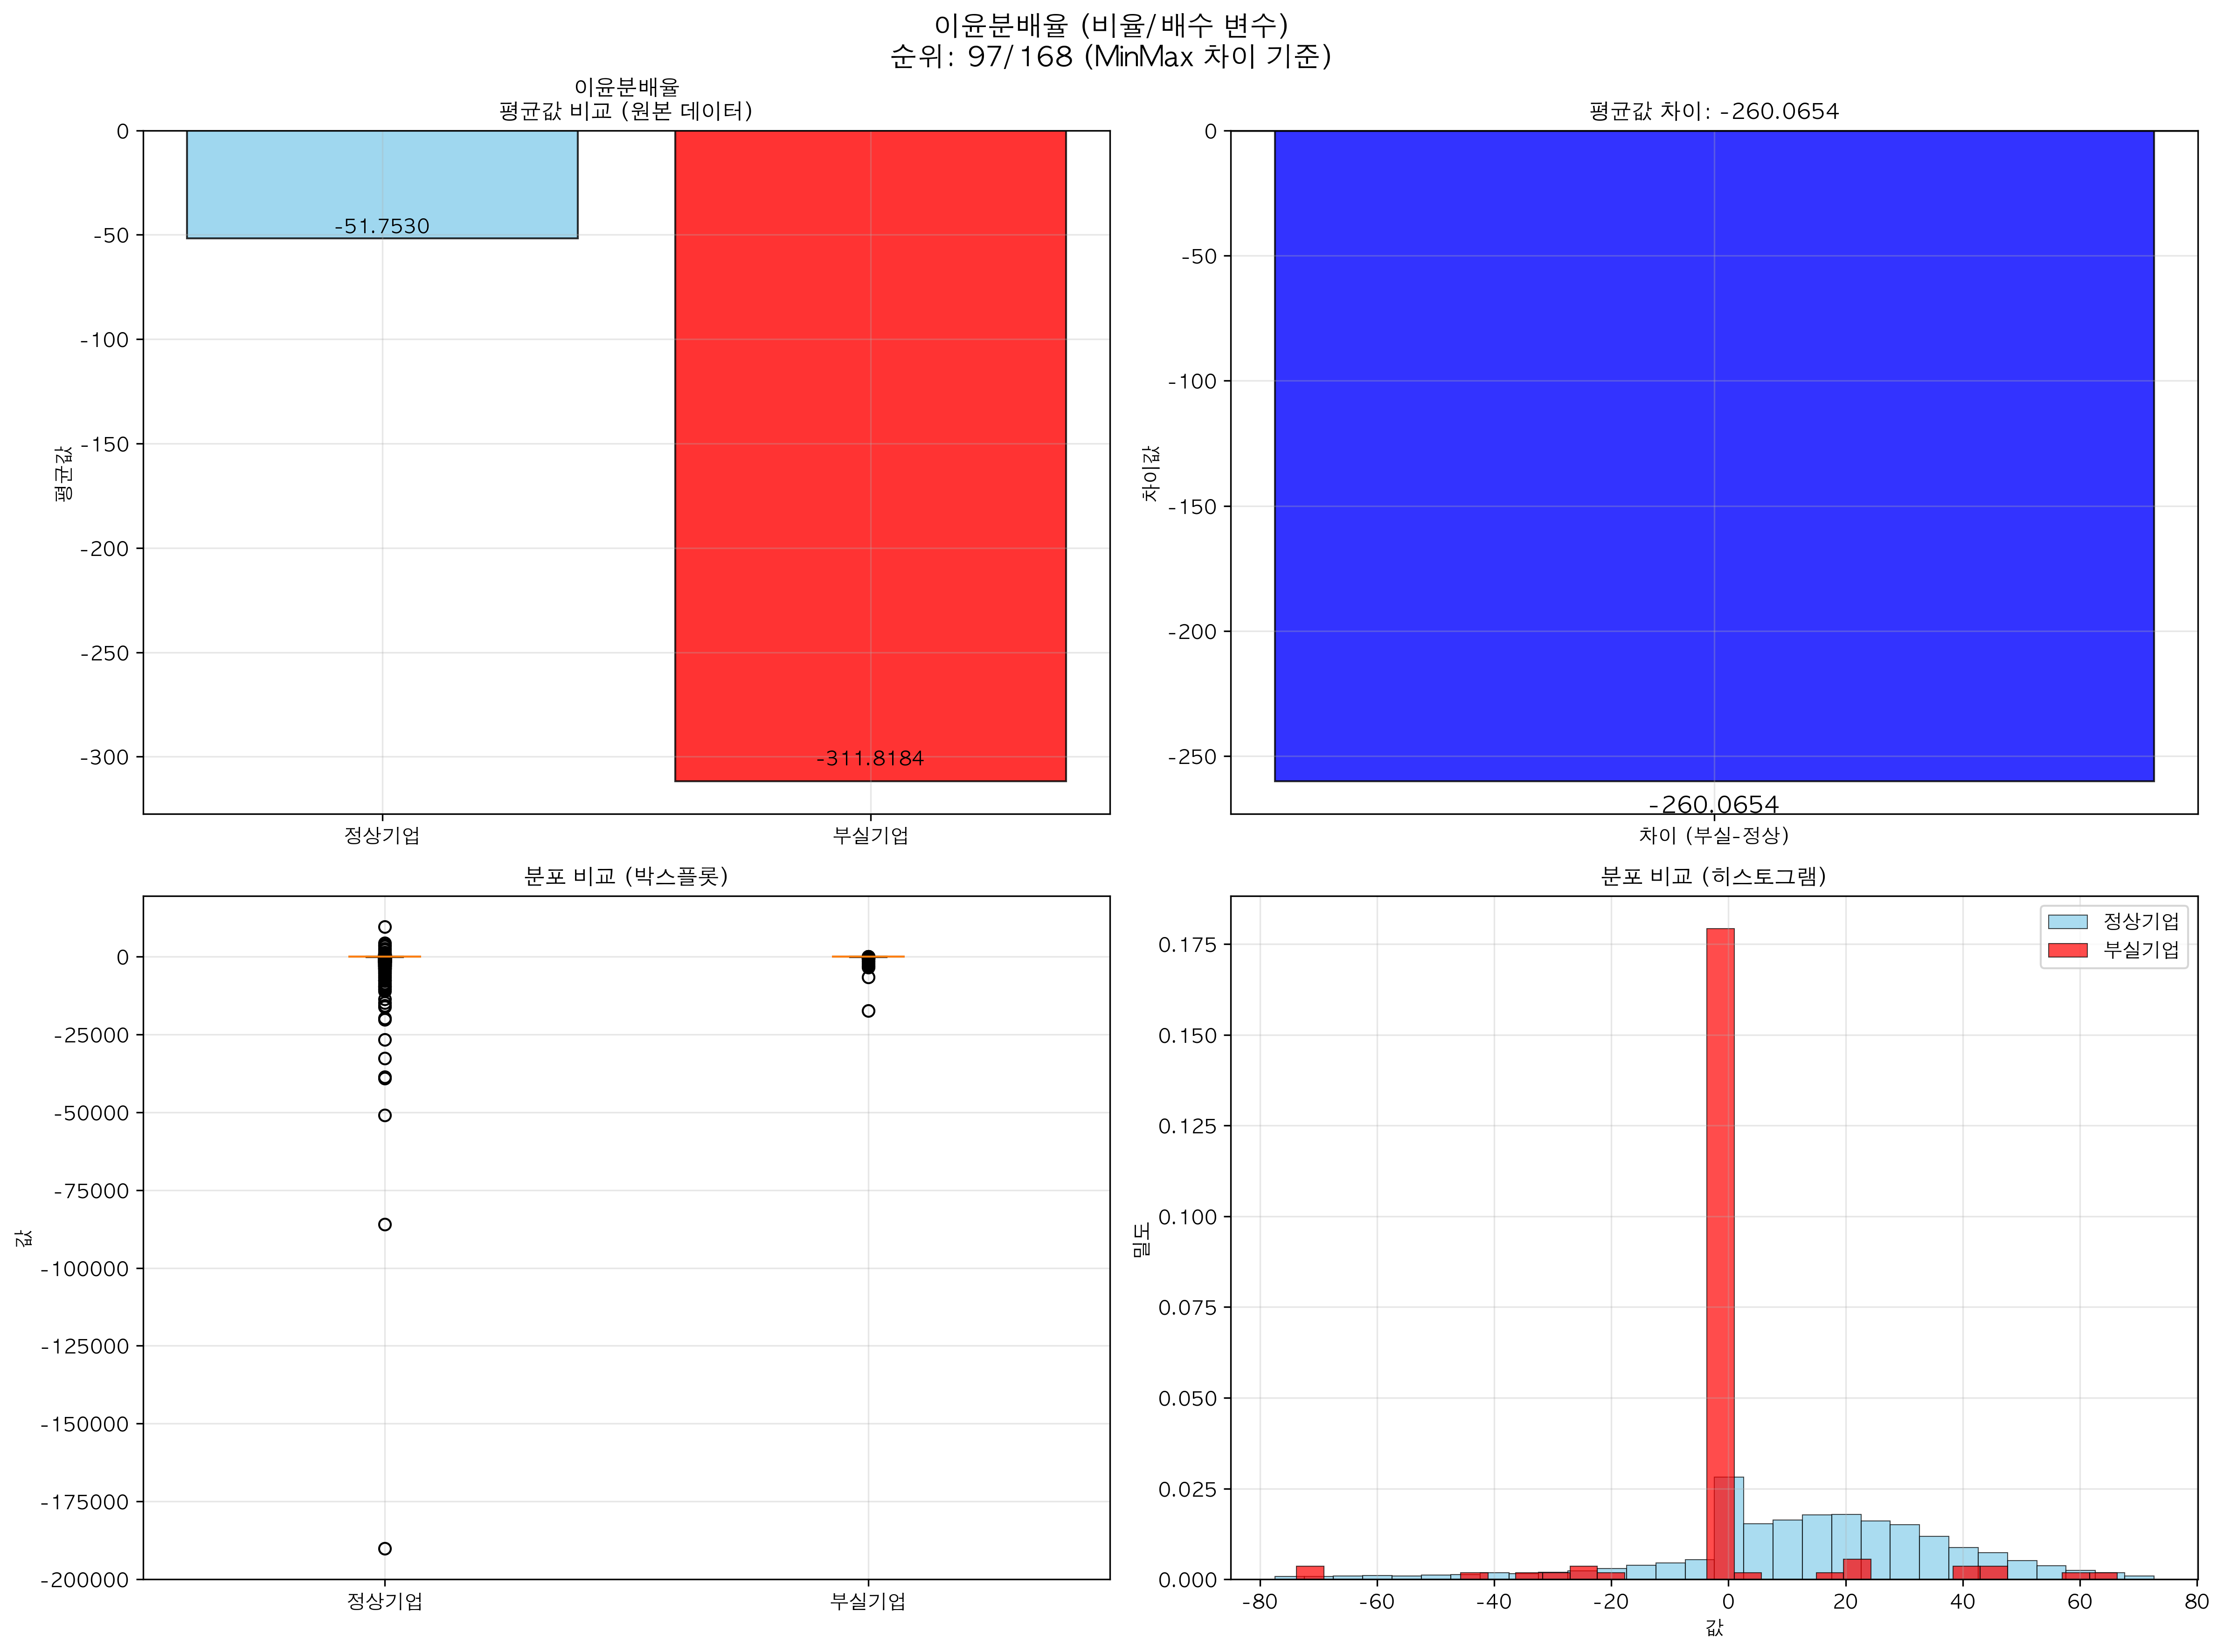 이윤분배율 (비율/배수 변수)
순위: 97/168 (MinMax 차이 기준)
이윤분배율
평균값 비교 (원본 데이터)
0
-50
-100
-150
-200
-250
-300
평균값
-51.7530
-311.8184
정상기업
부실기업
평균값 차이: -260.0654
0
-50
-100
-150
-200
-250
차이값
-260.0654
차이 (부실-정상)
분포 비교 (박스플롯)
0
-25000
-50000
-75000
-100000
-125000
-150000
-175000
-200000
값
정상기업
부실기업
분포 비교 (히스토그램)
정상기업
부실기업
0.175
0.150
0.125
0.100
0.075
0.050
0.025
0.000
밀도
-80
-60
-40
-20
0
20
40
60
80
값